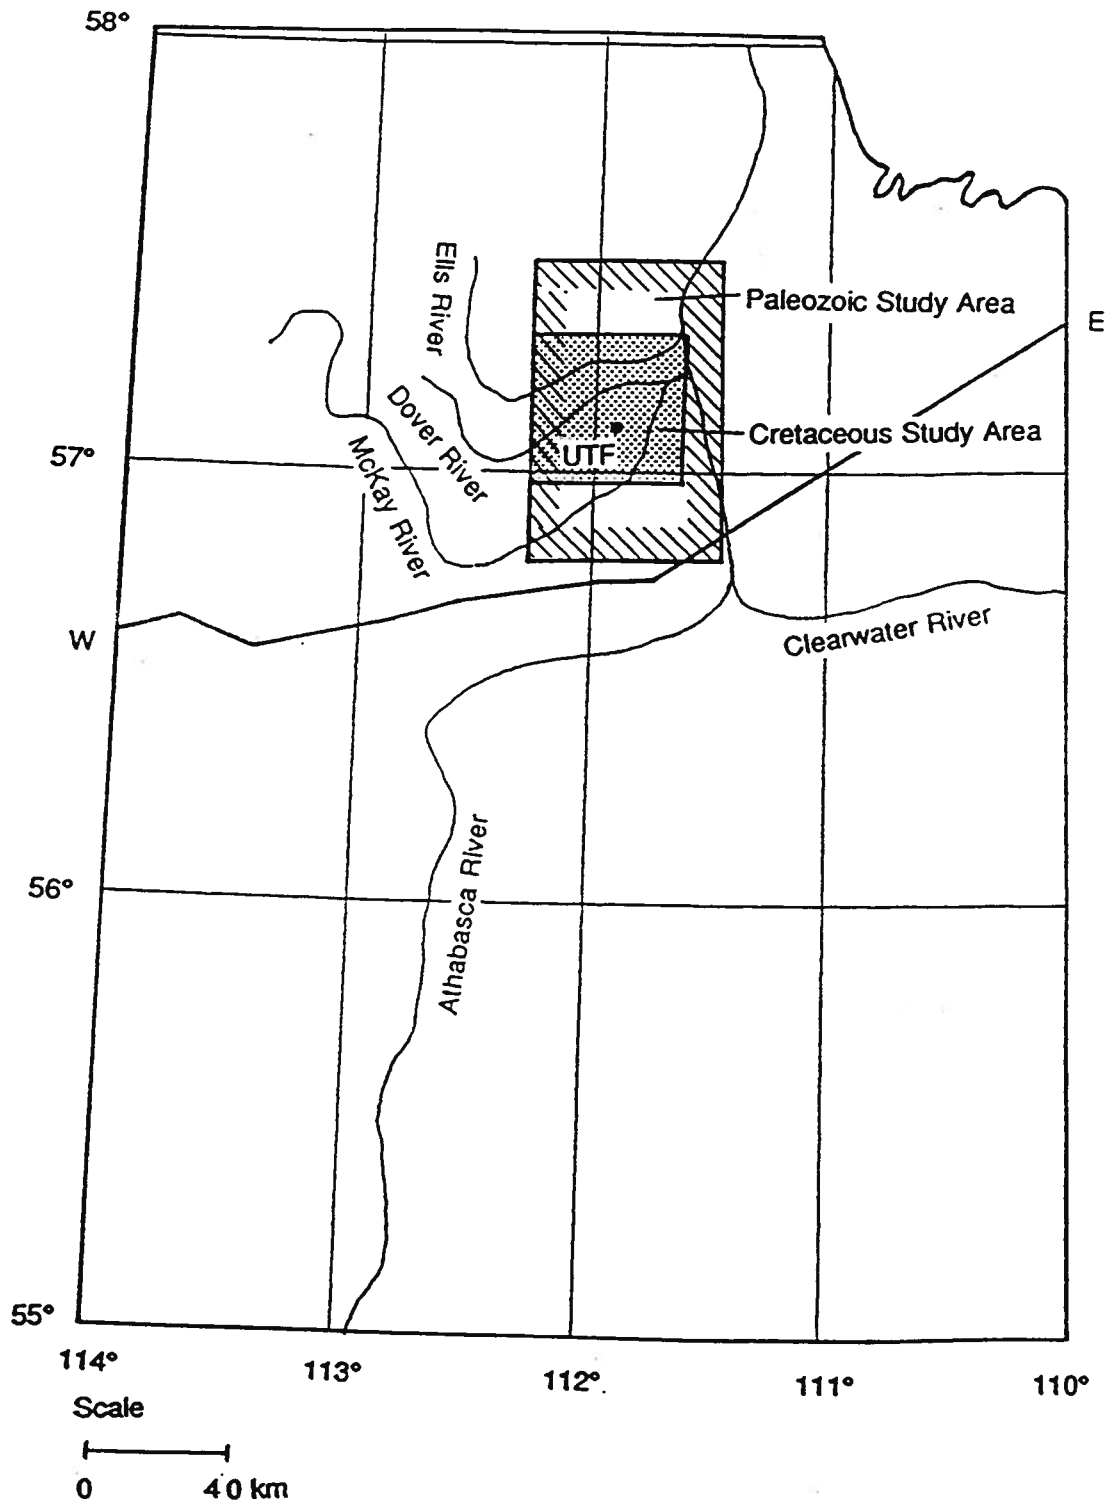 58°
Ells River
Paleozoic Study Area
E
Dover River
Cretaceous Study Area
McKay River
UTF
57°
W
Clearwater River
Athabasca River
56°
55°
114°
113°
112°
111°
110°
Scale
0 40 km